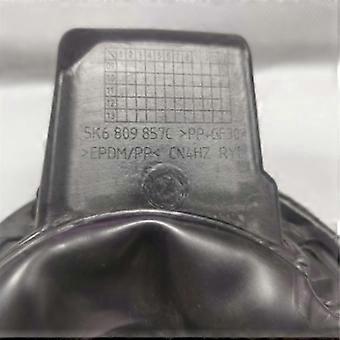 5K6 809 857C >PP-GF30
>EPDM/PP< CN4HZ